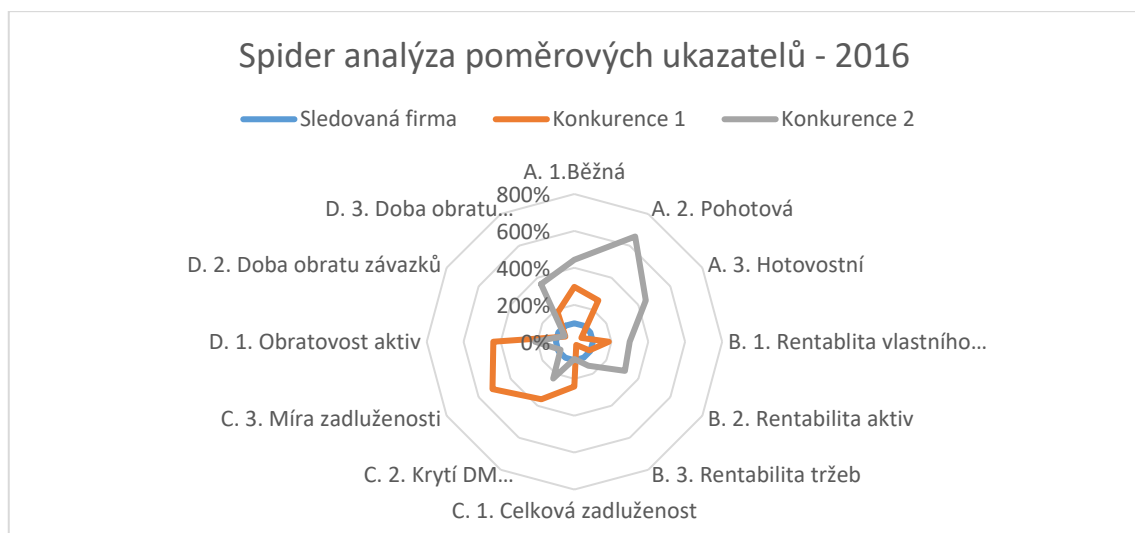 Spider analýza poměrových ukazatelů - 2016
Sledovaná firma
Konkurence 1
Konkurence 2
A. 1.Běžná
800%
600%
400%
200%
0%
A. 2. Pohotová
A. 3. Hotovostní
B. 1. Rentablita vlastního…
B. 2. Rentabilita aktiv
B. 3. Rentabilita tržeb
C. 1. Celková zadluženost
C. 2. Krytí DM…
C. 3. Míra zadluženosti
D. 1. Obratovost aktiv
D. 2. Doba obratu závazků
D. 3. Doba obratu…